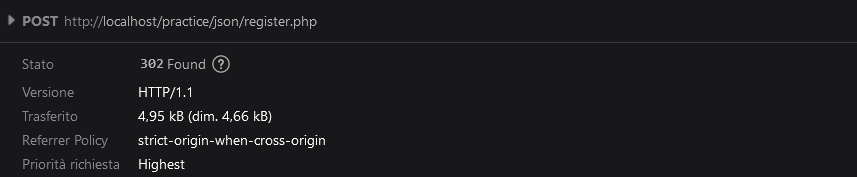 POST http://localhost/practice/json/register.php
Stato 302 Found ?
Versione HTTP/1.1
Trasferito 4,95 kB (dim. 4,66 kB)
Referrer Policy strict-origin-when-cross-origin
Priorità richiesta Highest